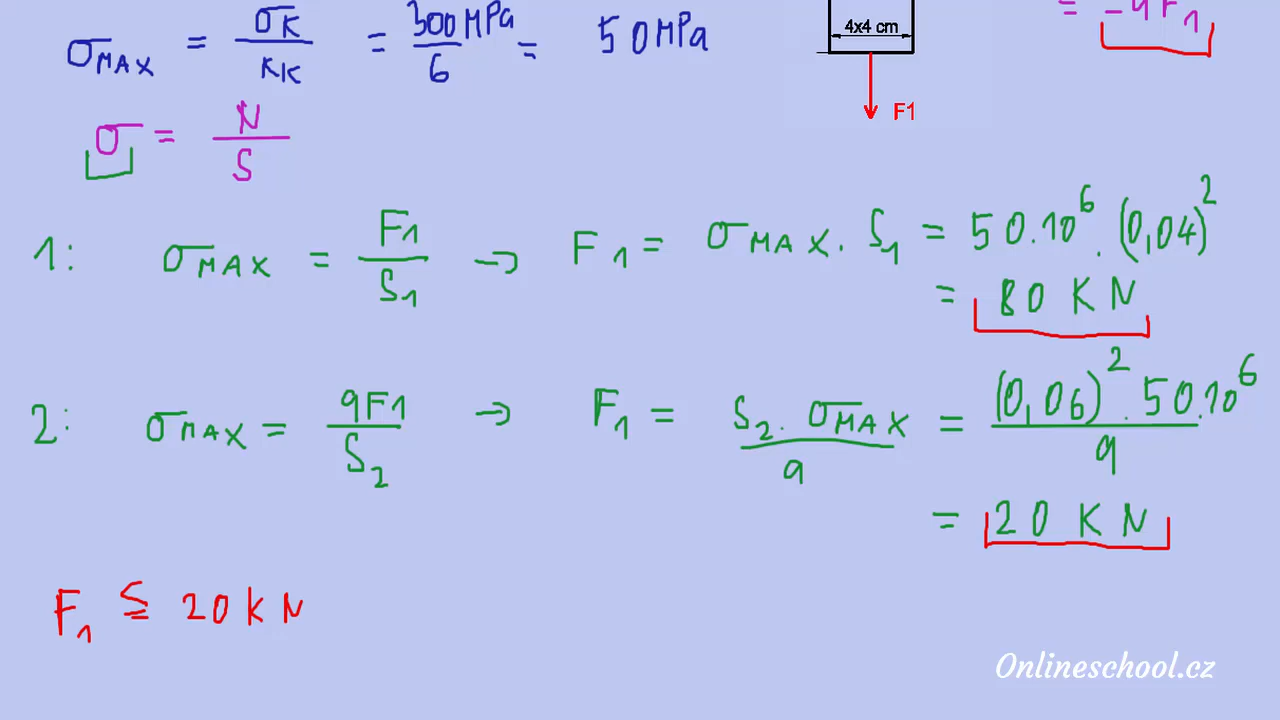 σMAX = σK / kK = 300 MPa / 6 = 50 MPa
= -9F1
4x4 cm
F1
σ = N / S
1: σMAX = F1 / S1 → F1 = σMAX . S1 = 50.10^6 . (0,04)^2
= 80 KN
2: σMAX = 9F1 / S2 → F1 = S2 . σMAX / 9 = (0,06)^2 . 50.10^6 / 9
= 20 KN
F1 ≦ 20 kN
Onlineschool.cz